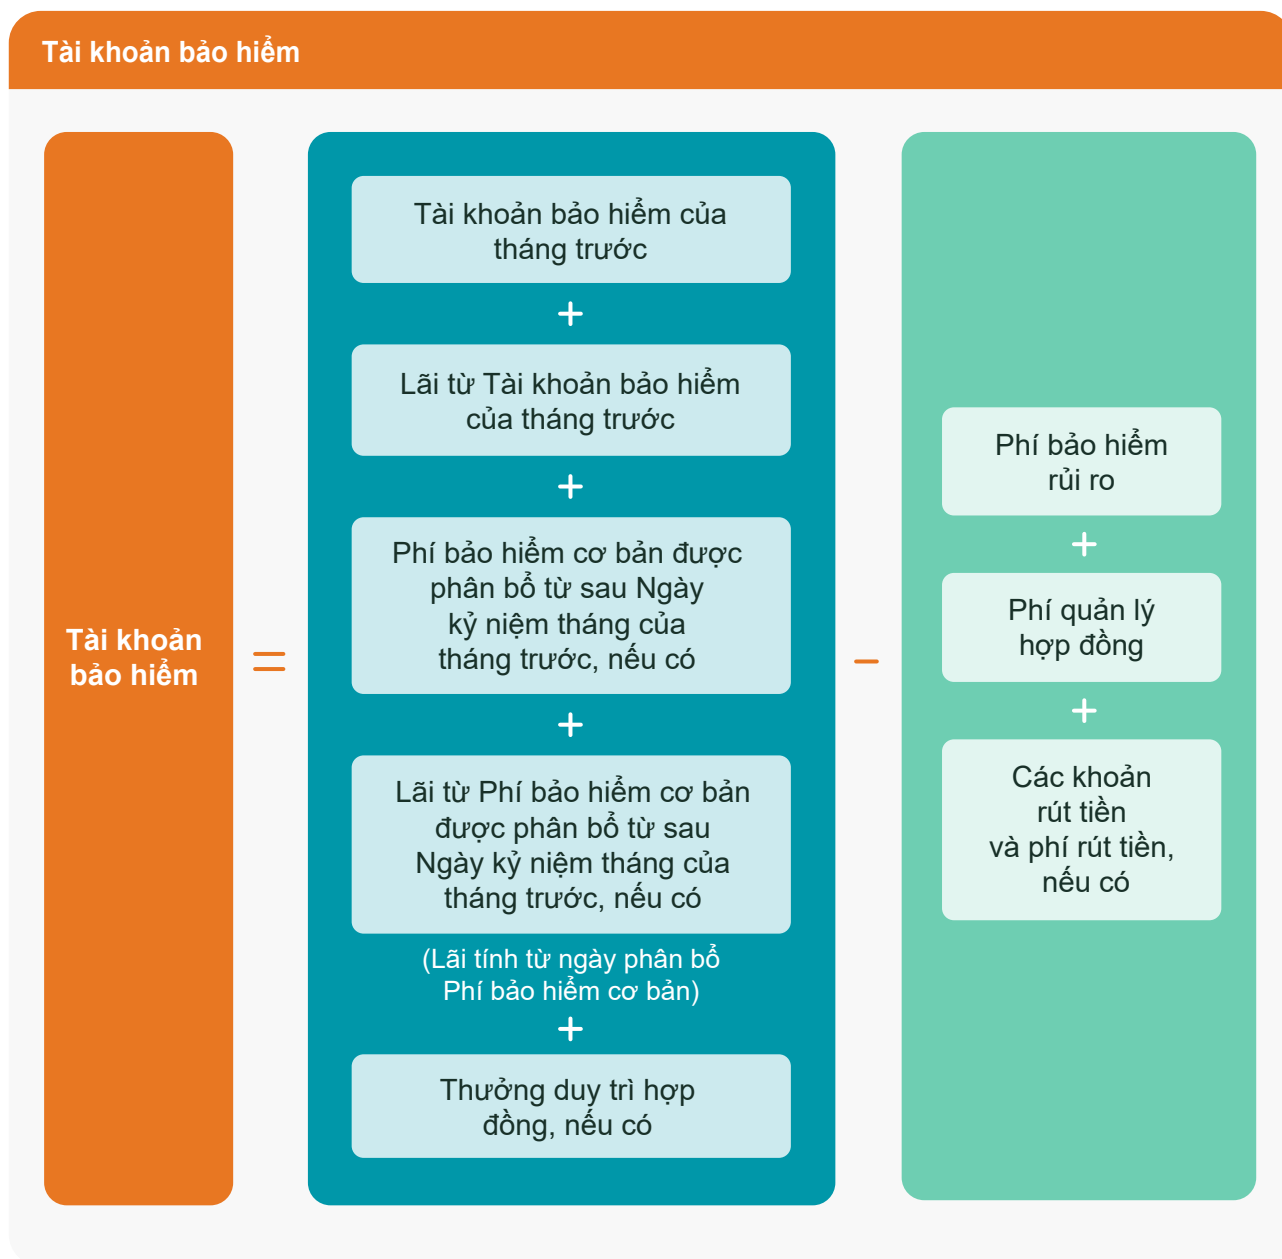 Tài khoản bảo hiểm
Tài khoản
bảo hiểm
=
Tài khoản bảo hiểm của
tháng trước
+
Lãi từ Tài khoản bảo hiểm
của tháng trước
+
Phí bảo hiểm cơ bản được
phân bổ từ sau Ngày
kỷ niệm tháng của
tháng trước, nếu có
+
Lãi từ Phí bảo hiểm cơ bản
được phân bổ từ sau
Ngày kỷ niệm tháng của
tháng trước, nếu có
(Lãi tính từ ngày phân bổ
Phí bảo hiểm cơ bản)
+
Thưởng duy trì hợp
đồng, nếu có
-
Phí bảo hiểm
rủi ro
+
Phí quản lý
hợp đồng
+
Các khoản
rút tiền
và phí rút tiền,
nếu có